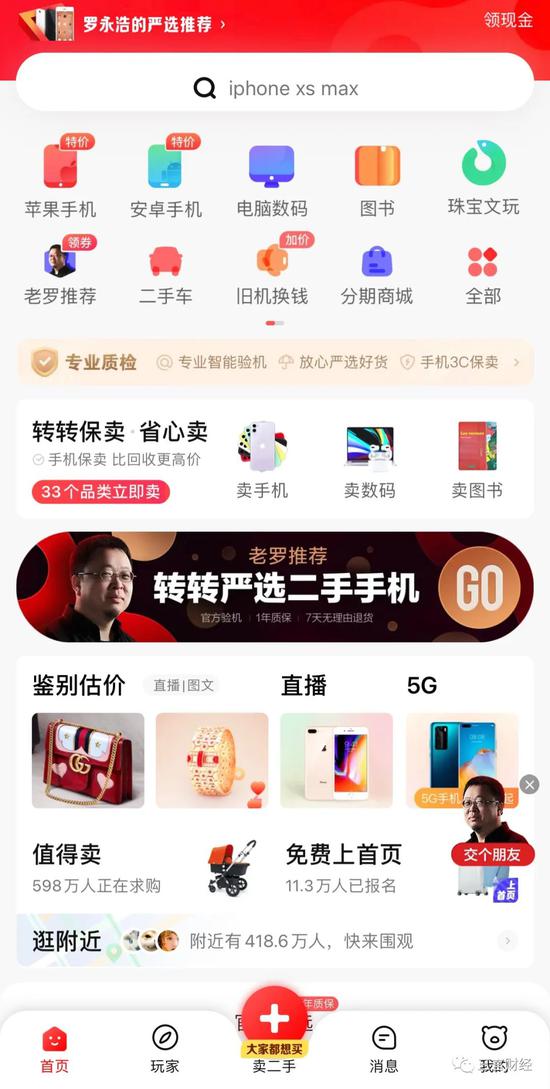 罗永浩的严选推荐 ›
领现金
iphone xs max
特价
特价
苹果手机
安卓手机
电脑数码
图书
珠宝文玩
领券
加价
老罗推荐
二手车
旧机换钱
分期商城
全部
专业质检
专业智能验机
放心严选好货
手机3C保卖
转转保卖·省心卖
手机保卖 比回收更高价
33个品类立即卖
卖手机
卖数码
卖图书
老罗推荐
转转严选二手手机
官方验机 | 1年质保 | 7天无理由退货
GO
鉴别估价
直播|图文
直播
5G
5G手机
起
值得卖
598万人正在求购
免费上首页
11.3万人已报名
交个朋友
上首页
逛附近
附近有418.6万人，快来围观
年质保
大家都想买
首页
玩家
卖二手
消息
我的